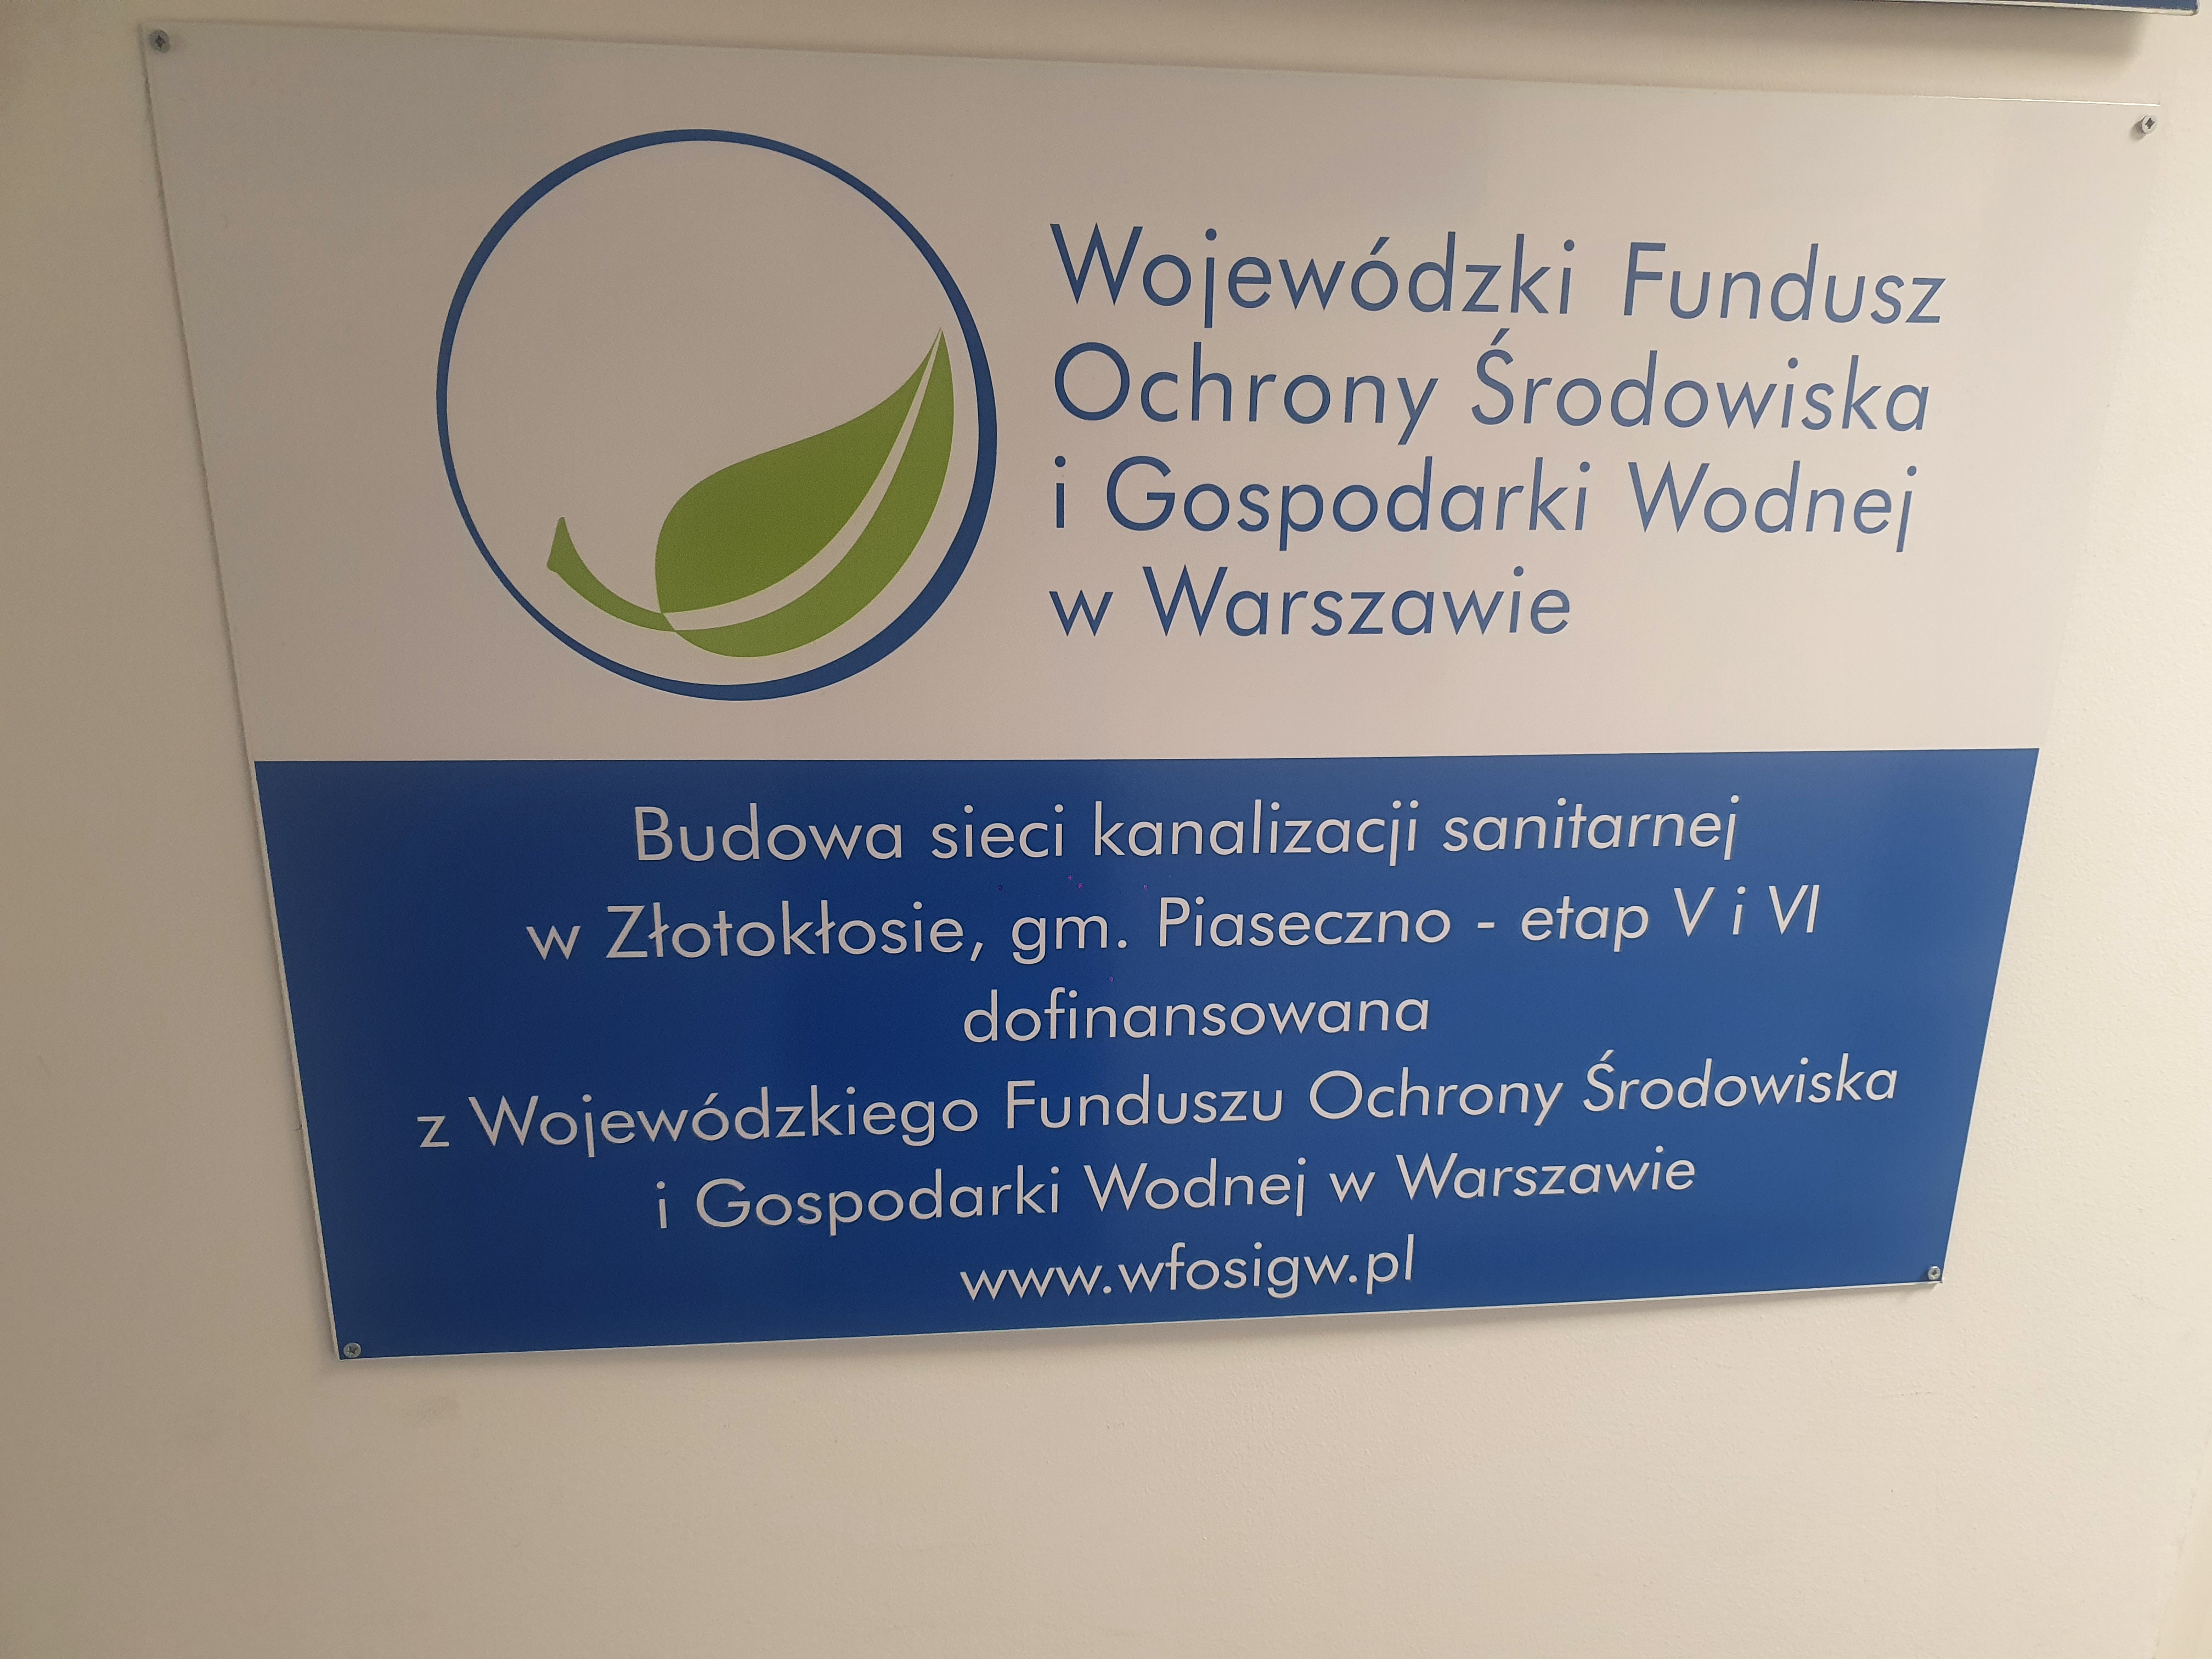 Wojewódzki Fundusz
Ochrony Środowiska
i Gospodarki Wodnej
w Warszawie
Budowa sieci kanalizacji sanitarnej
w Złotokłosie, gm. Piaseczno - etap V i VI
dofinansowana
z Wojewódzkiego Funduszu Ochrony Środowiska
i Gospodarki Wodnej w Warszawie
www.wfosigw.pl